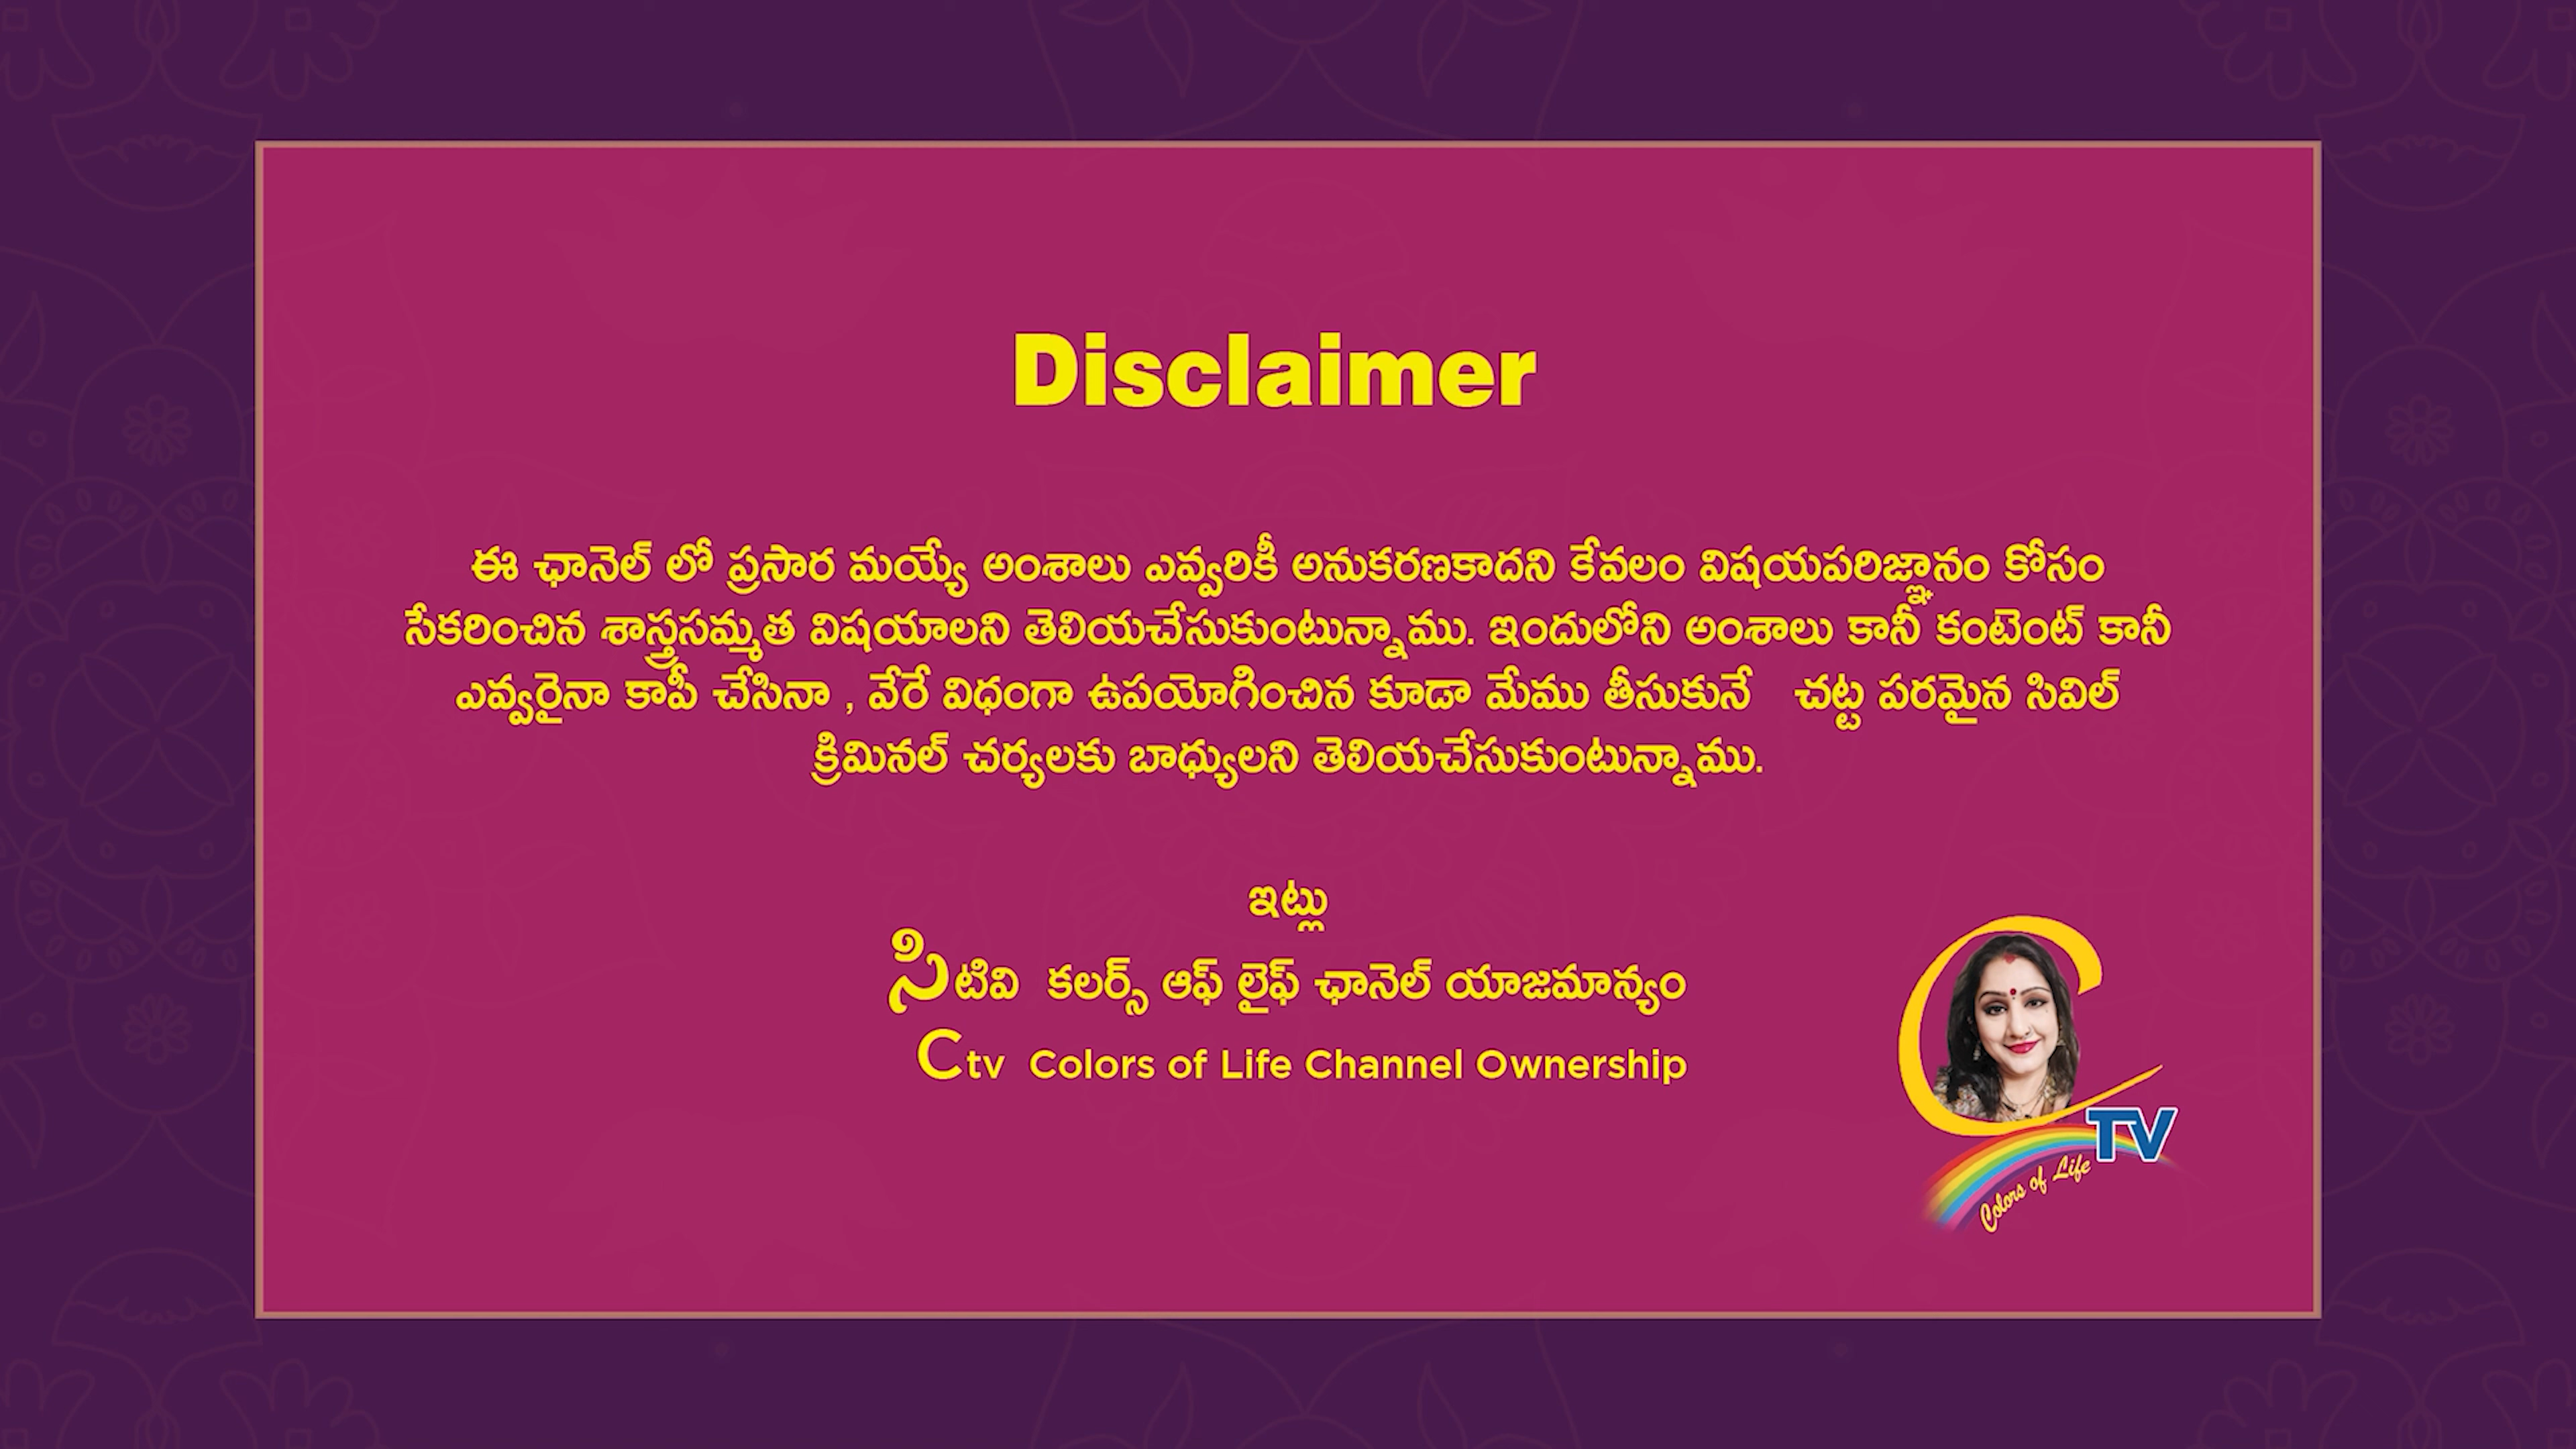 Disclaimer
ఈ ఛానెల్ లో ప్రసార మయ్యే అంశాలు ఎవ్వరికీ అనుకరణకాదని కేవలం విషయపరిజ్ఞానం కోసం
సేకరించిన శాస్త్రసమ్మత విషయాలని తెలియచేసుకుంటున్నాము. ఇందులోని అంశాలు కానీ కంటెంట్ కానీ
ఎవ్వరైనా కాపీ చేసినా , వేరే విధంగా ఉపయోగించిన కూడా మేము తీసుకునే చట్ట పరమైన సివిల్
క్రిమినల్ చర్యలకు బాధ్యులని తెలియచేసుకుంటున్నాము.
ఇట్లు
సిటివి కలర్స్ ఆఫ్ లైఫ్ ఛానెల్ యాజమాన్యం
Ctv Colors of Life Channel Ownership
C TV
Colors of Life